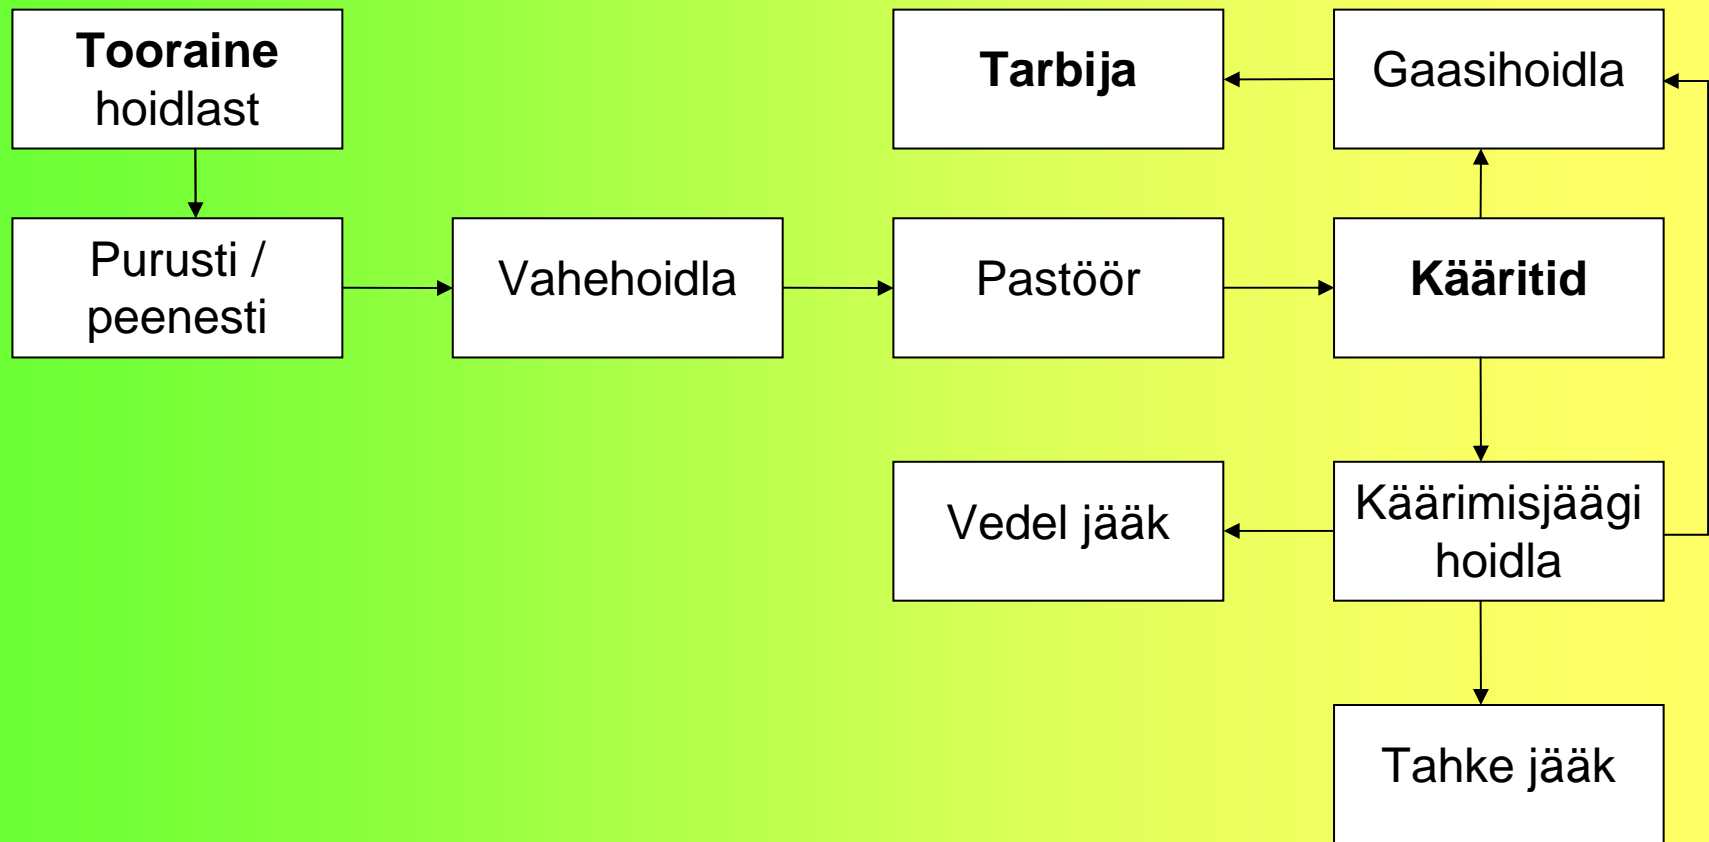 Tooraine
hoidlast
Tarbija
Gaasihoidla
Purusti /
peenesti
Vahehoidla
Pastöör
Kääritid
Vedel jääk
Käärimisjäägi
hoidla
Tahke jääk